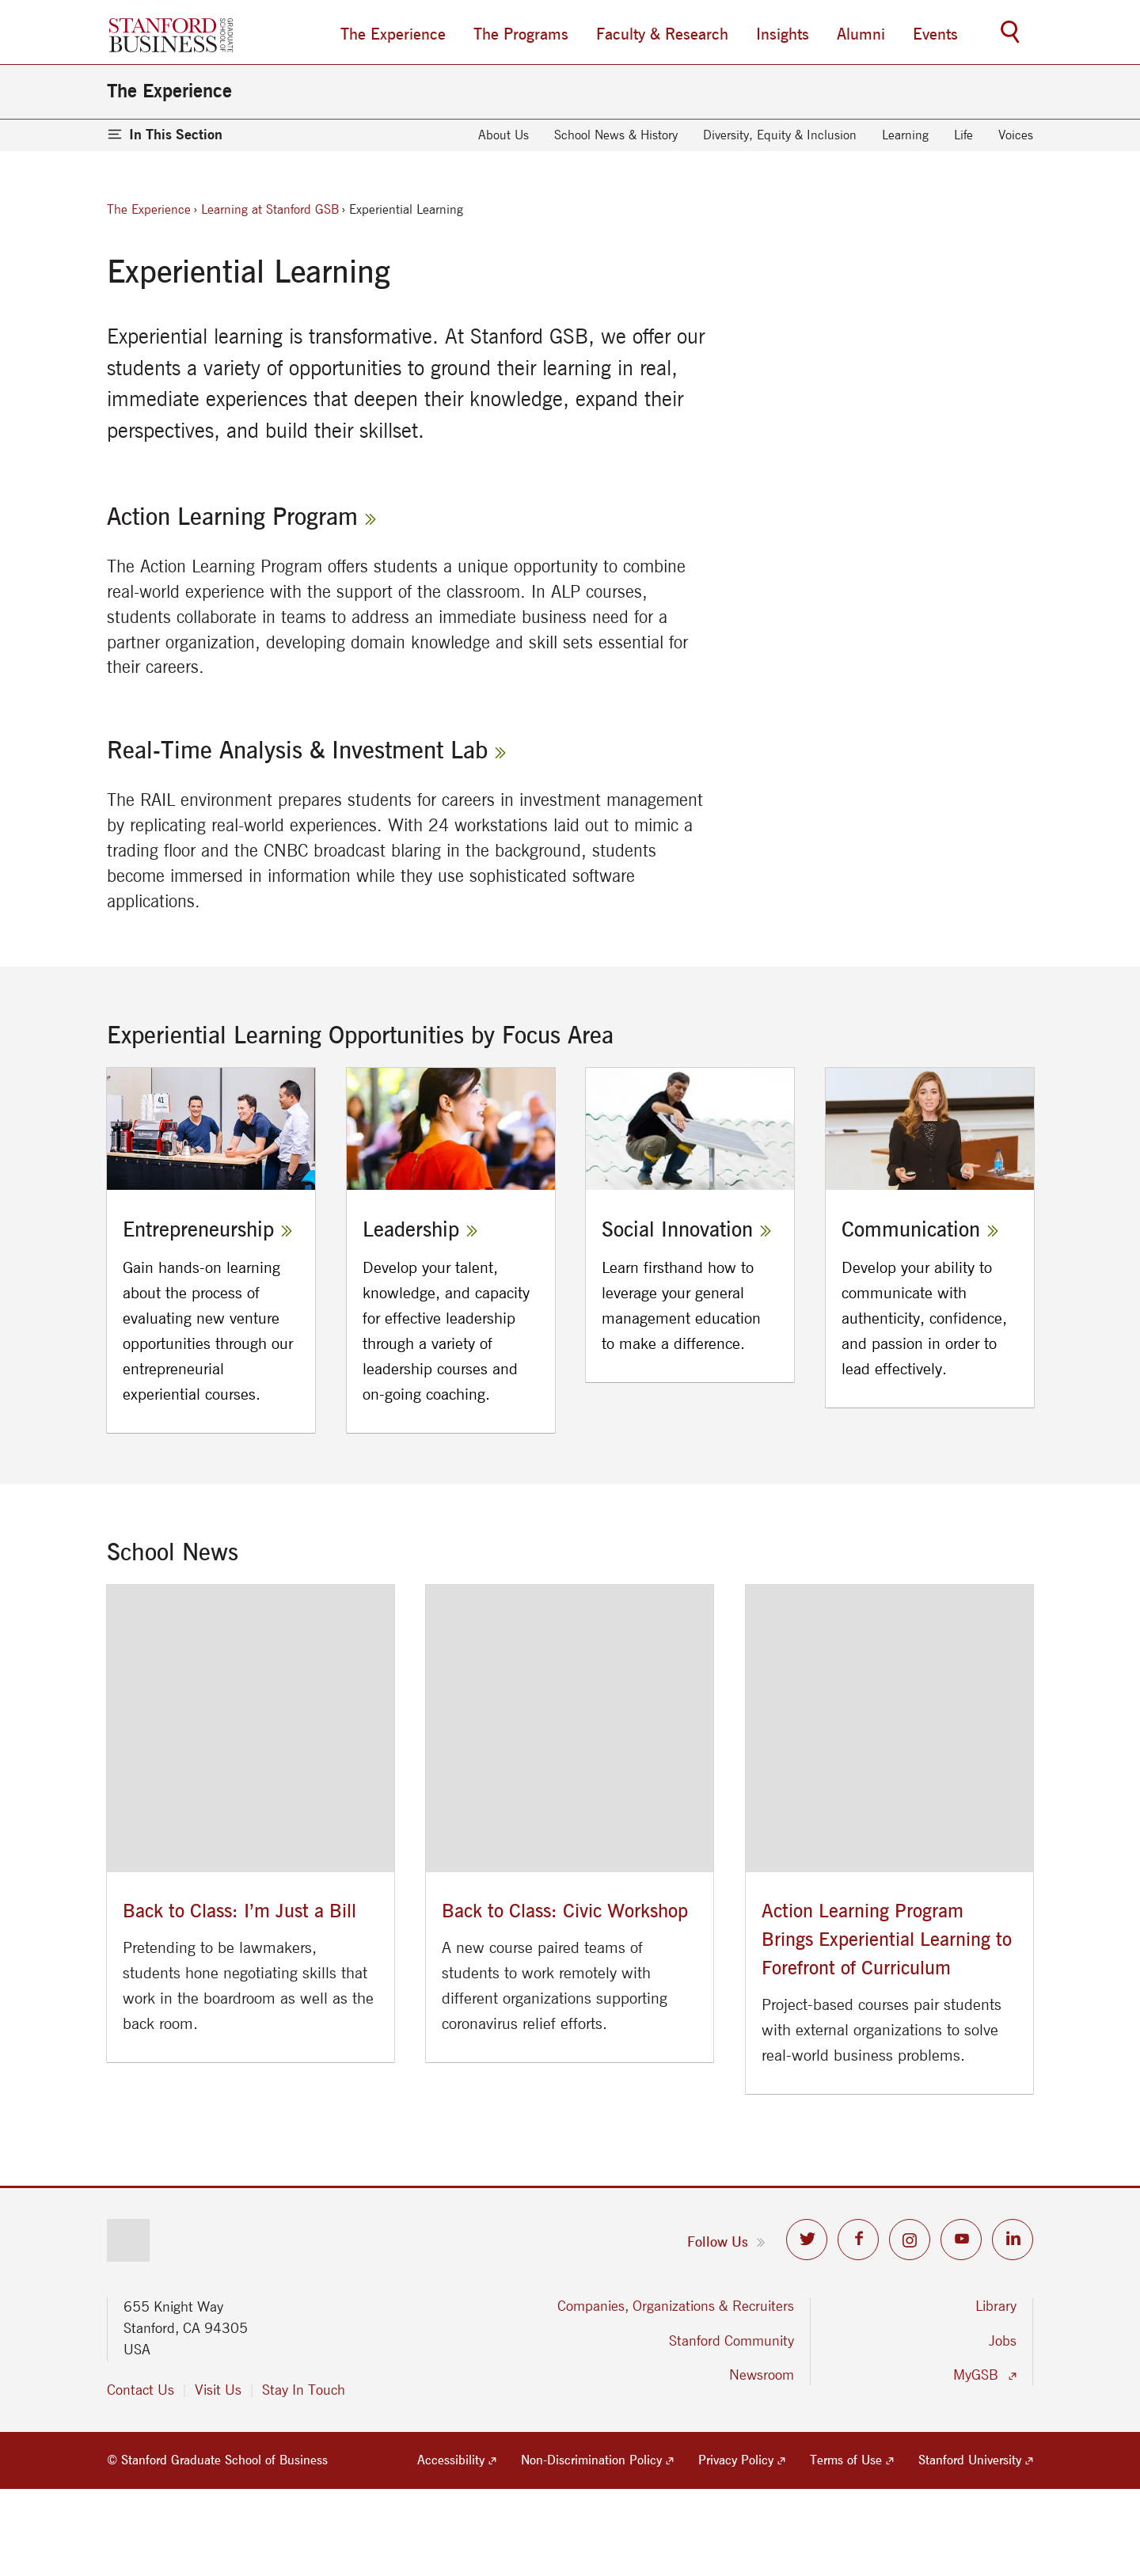 STANFORD
BUSINESS
GRADUATE
SCHOOL OF
The Experience
The Programs
Faculty & Research
Insights
Alumni
Events
The Experience
In This Section
About Us
School News & History
Diversity, Equity & Inclusion
Learning
Life
Voices
The Experience › Learning at Stanford GSB › Experiential Learning
Experiential Learning
Experiential learning is transformative. At Stanford GSB, we offer our
students a variety of opportunities to ground their learning in real,
immediate experiences that deepen their knowledge, expand their
perspectives, and build their skillset.
Action Learning Program »
The Action Learning Program offers students a unique opportunity to combine
real-world experience with the support of the classroom. In ALP courses,
students collaborate in teams to address an immediate business need for a
partner organization, developing domain knowledge and skill sets essential for
their careers.
Real-Time Analysis & Investment Lab »
The RAIL environment prepares students for careers in investment management
by replicating real-world experiences. With 24 workstations laid out to mimic a
trading floor and the CNBC broadcast blaring in the background, students
become immersed in information while they use sophisticated software
applications.
Experiential Learning Opportunities by Focus Area
41
Entrepreneurship »
Gain hands-on learning
about the process of
evaluating new venture
opportunities through our
entrepreneurial
experiential courses.
Leadership »
Develop your talent,
knowledge, and capacity
for effective leadership
through a variety of
leadership courses and
on-going coaching.
Social Innovation »
Learn firsthand how to
leverage your general
management education
to make a difference.
Communication »
Develop your ability to
communicate with
authenticity, confidence,
and passion in order to
lead effectively.
School News
Back to Class: I’m Just a Bill
Pretending to be lawmakers,
students hone negotiating skills that
work in the boardroom as well as the
back room.
Back to Class: Civic Workshop
A new course paired teams of
students to work remotely with
different organizations supporting
coronavirus relief efforts.
Action Learning Program
Brings Experiential Learning to
Forefront of Curriculum
Project-based courses pair students
with external organizations to solve
real-world business problems.
Follow Us »
655 Knight Way
Stanford, CA 94305
USA
Contact Us | Visit Us | Stay In Touch
Companies, Organizations & Recruiters
Stanford Community
Newsroom
Library
Jobs
MyGSB
© Stanford Graduate School of Business
Accessibility
Non-Discrimination Policy
Privacy Policy
Terms of Use
Stanford University